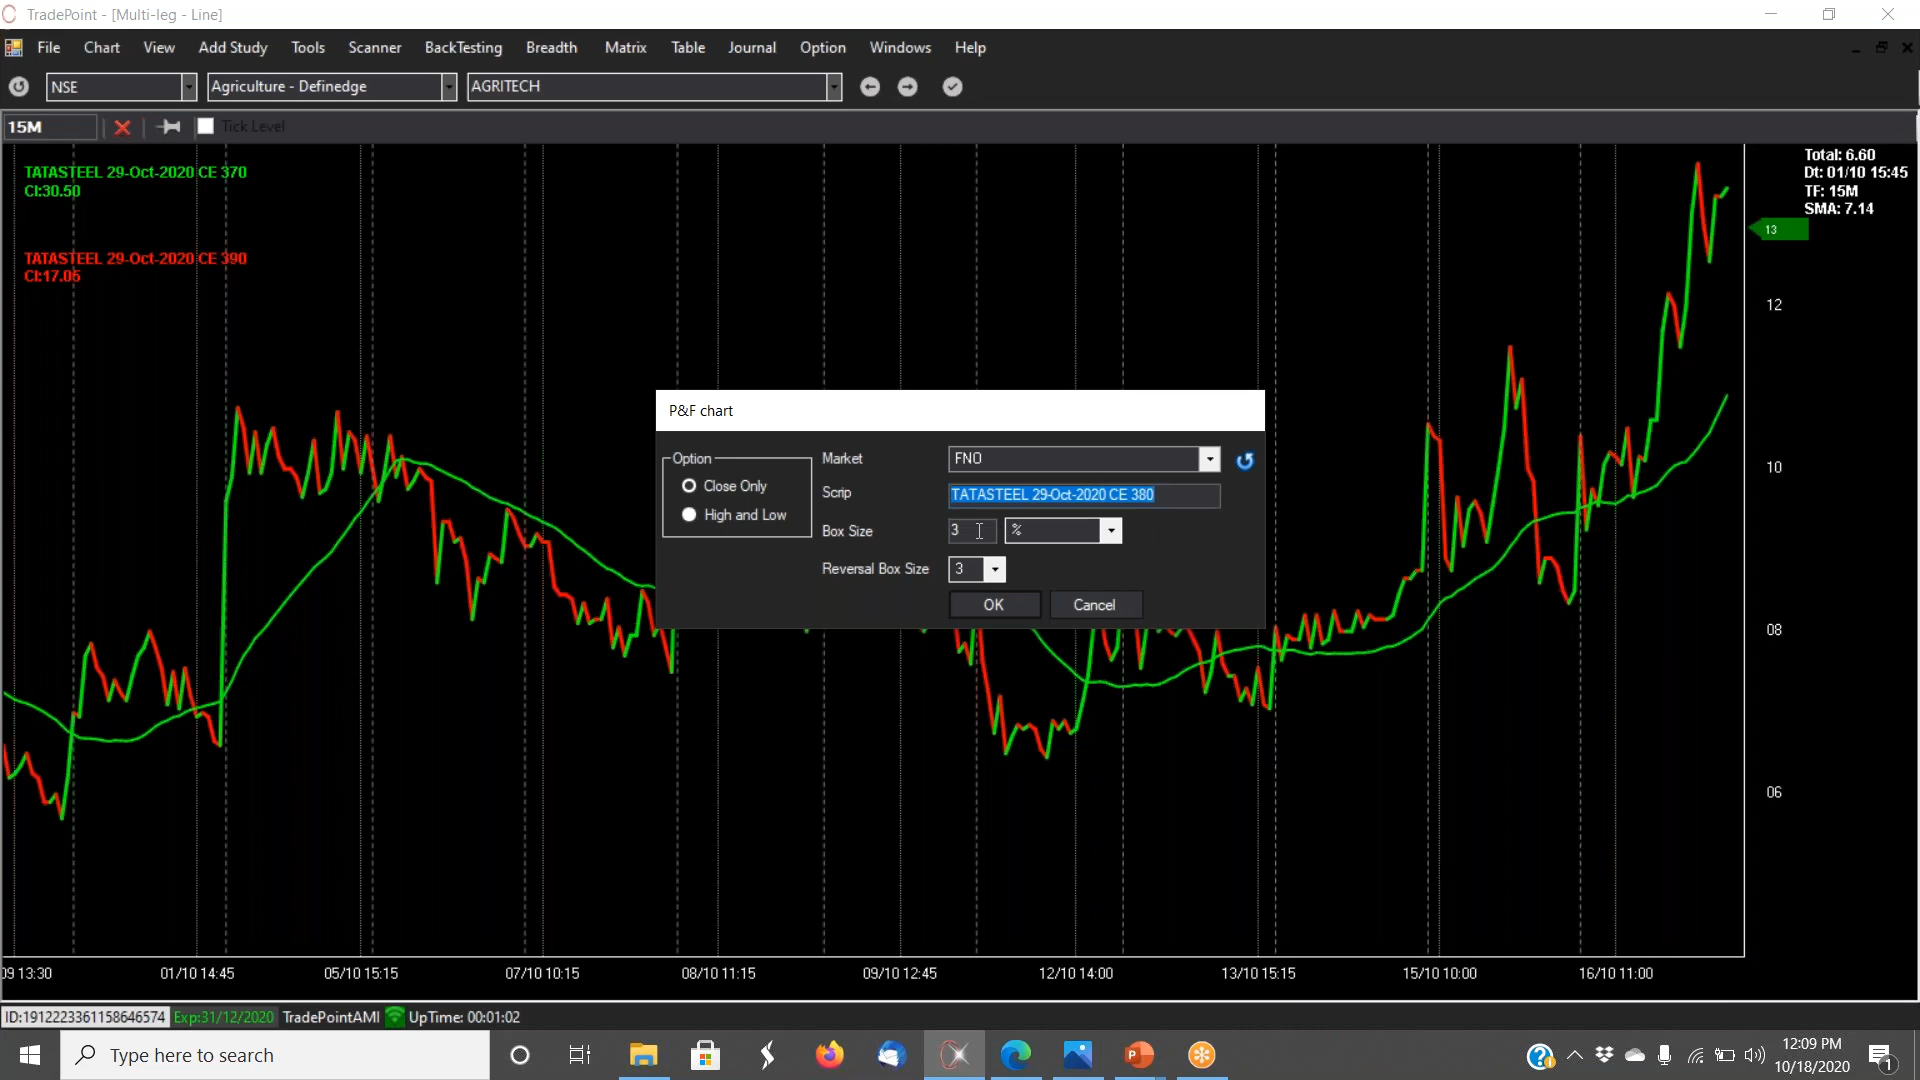 TradePoint - [Multi-leg - Line]
File Chart View Add Study Tools Scanner BackTesting Breadth Matrix Table Journal Option Windows Help
NSE Agriculture - Definedge AGRITECH
15M Tick Level
TATASTEEL 29-Oct-2020 CE 370
Cl:30.50
TATASTEEL 29-Oct-2020 CE 390
Cl:17.05
Total: 6.60
Dt: 01/10 15:45
TF: 15M
SMA: 7.14
13
12
10
08
06
P&F chart
Option
Close Only
High and Low
Market FNO
Scrip TATASTEEL 29-Oct-2020 CE 380
Box Size 3 %
Reversal Box Size 3
OK Cancel
09 13:30 01/10 14:45 05/10 15:15 07/10 10:15 08/10 11:15 09/10 12:45 12/10 14:00 13/10 15:15 15/10 10:00 16/10 11:00
ID:1912223361158646574 Exp:31/12/2020 TradePointAMI UpTime: 00:01:02
Type here to search
12:09 PM
10/18/2020
1